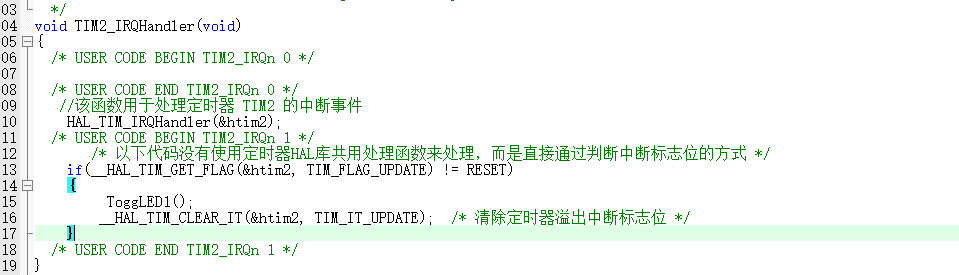 03 */
04 void TIM2_IRQHandler(void)
05 {
06 /* USER CODE BEGIN TIM2_IRQn 0 */
07
08 /* USER CODE END TIM2_IRQn 0 */
09 //该函数用于处理定时器 TIM2 的中断事件
10 HAL_TIM_IRQHandler(&htim2);
11 /* USER CODE BEGIN TIM2_IRQn 1 */
12 /* 以下代码没有使用定时器HAL库共用处理函数来处理，而是直接通过判断中断标志位的方式 */
13 if(__HAL_TIM_GET_FLAG(&htim2, TIM_FLAG_UPDATE) != RESET)
14 {
15 ToggLED1();
16 __HAL_TIM_CLEAR_IT(&htim2, TIM_IT_UPDATE); /* 清除定时器溢出中断标志位 */
17 }
18 /* USER CODE END TIM2_IRQn 1 */
19 }